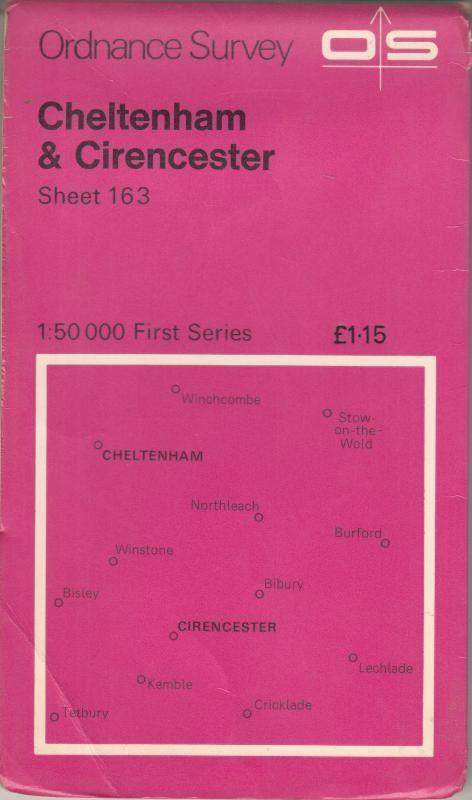 Ordnance Survey OS
Cheltenham
& Cirencester
Sheet 163
1:50 000 First Series £1·15
Winchcombe
Stow-
on-the-
Wold
CHELTENHAM
Northleach
Burford
Winstone
Bibury
Bisley
CIRENCESTER
Lechlade
Kemble
Cricklade
Tetbury